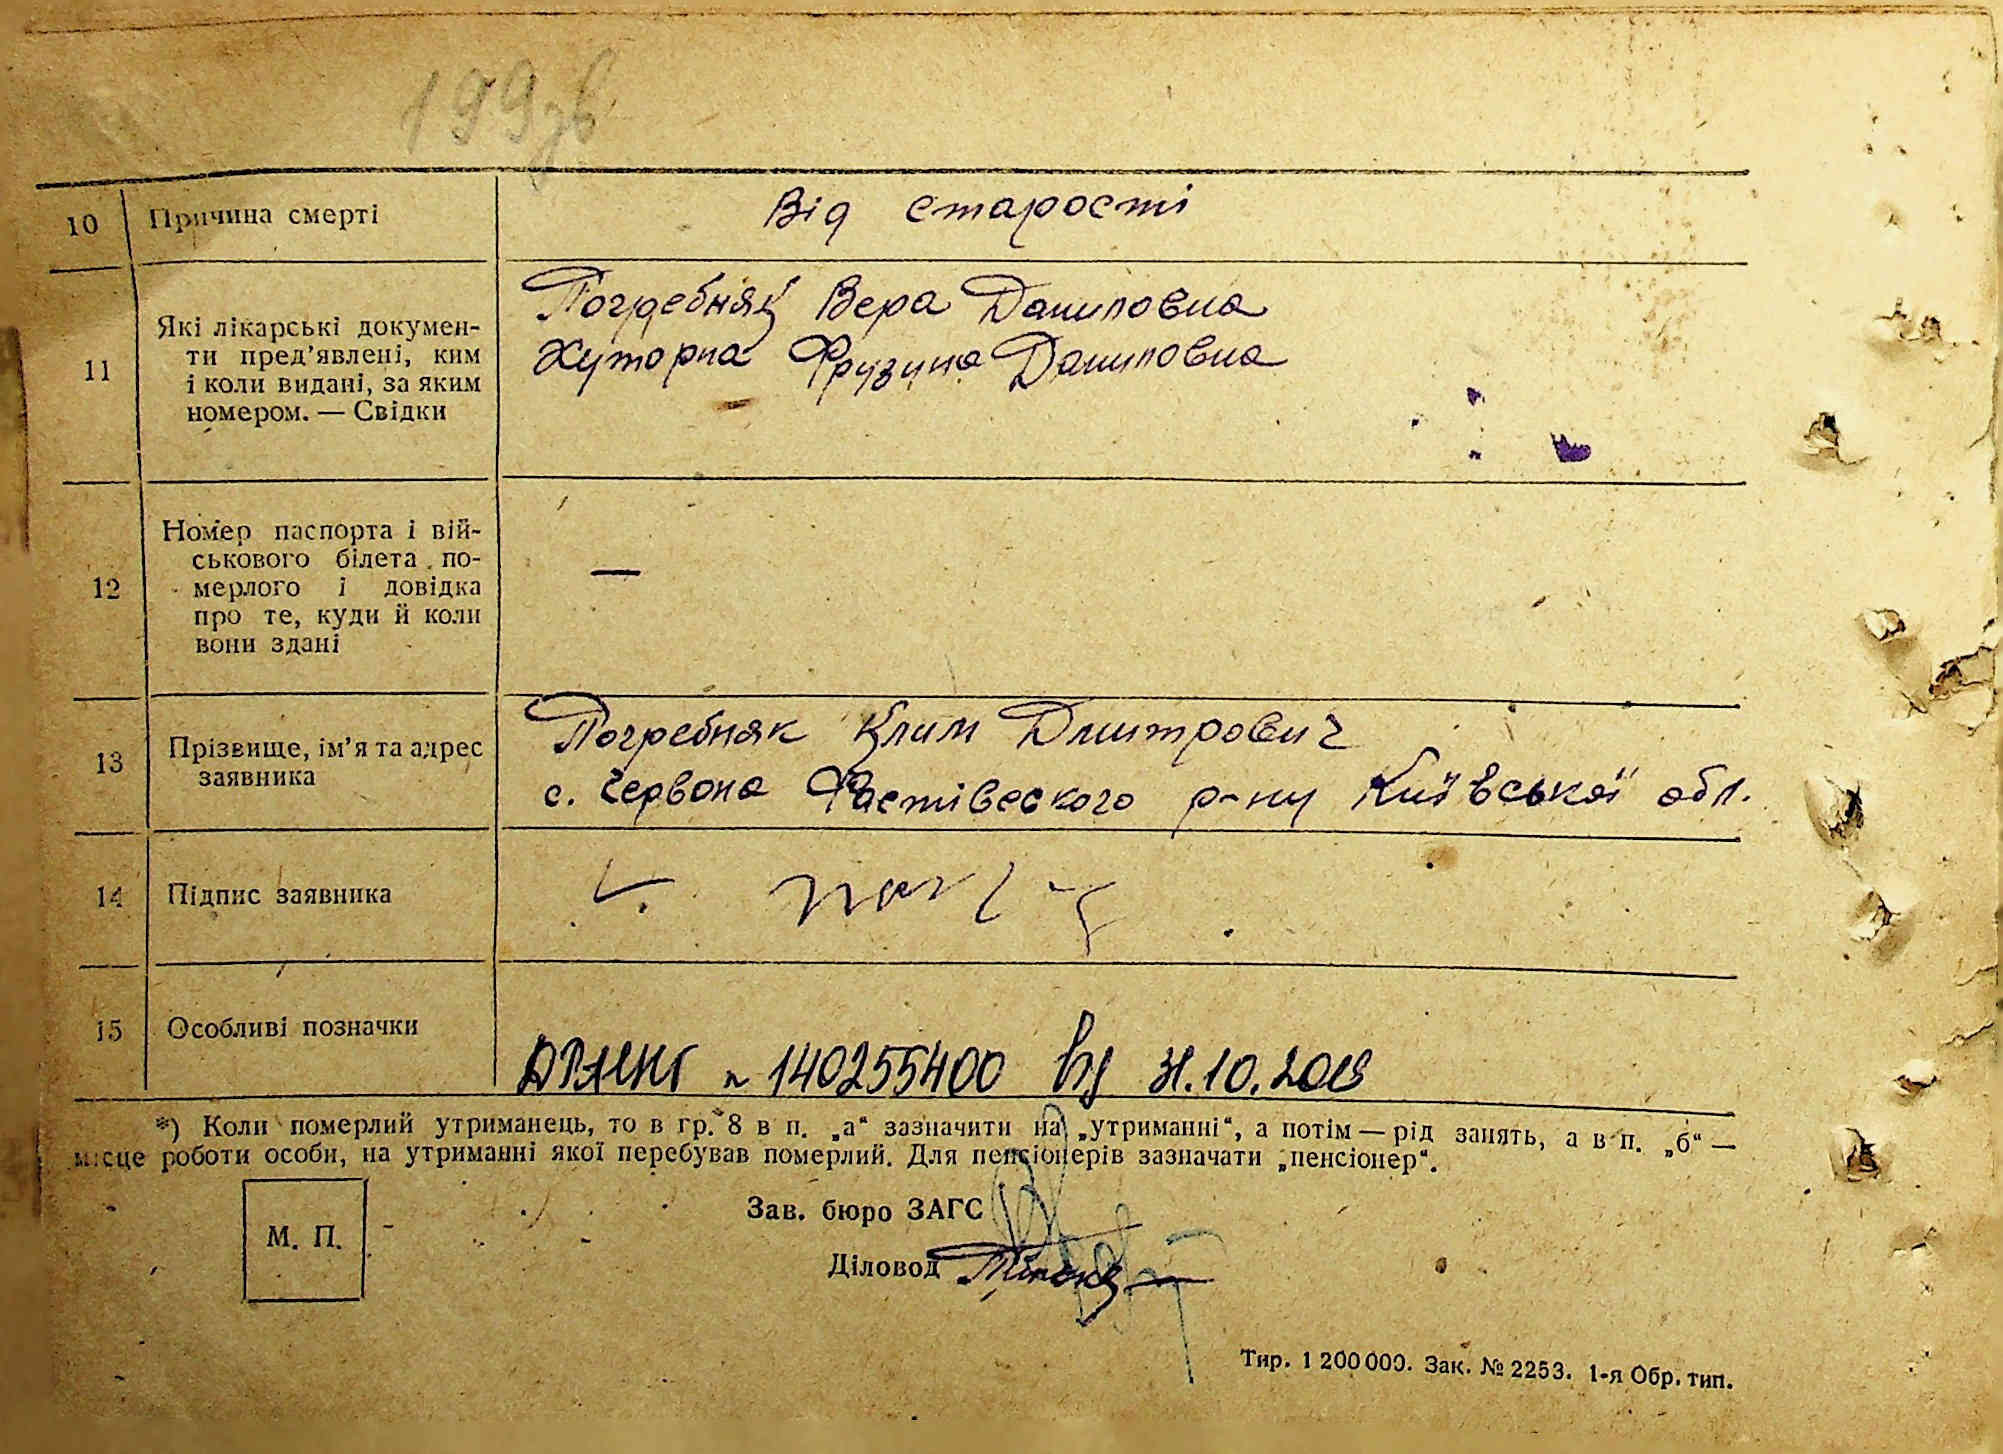 199зв
10 Причина смерті Від старості
11 Які лікарські докумен-
ти пред'явлені, ким
і коли видані, за яким
номером. — Свідки
Погребняк Вера Даниловна
Хуторна Фрузина Даниловна
12 Номер паспорта і вій-
ськового білета по-
мерлого і довідка
про те, куди й коли
вони здані
—
13 Прізвище, ім'я та адрес
заявника
Погребняк Клим Дмитрович
с. Червона Фастівеского р-ну Київської обл.
14 Підпис заявника
15 Особливі позначки
140255400 від 31.10.2019
*) Коли померлий утриманець, то в гр. 8 в п. „а“ зазначити на „утриманні“, а потім — рід занять, а в п. „б“ —
місце роботи особи, на утриманні якої перебував померлий. Для пенсіонерів зазначати „пенсіонер“.
М. П.
Зав. бюро ЗАГС
Діловод
Тир. 1 200 000. Зак. № 2253. 1-я Обр. тип.